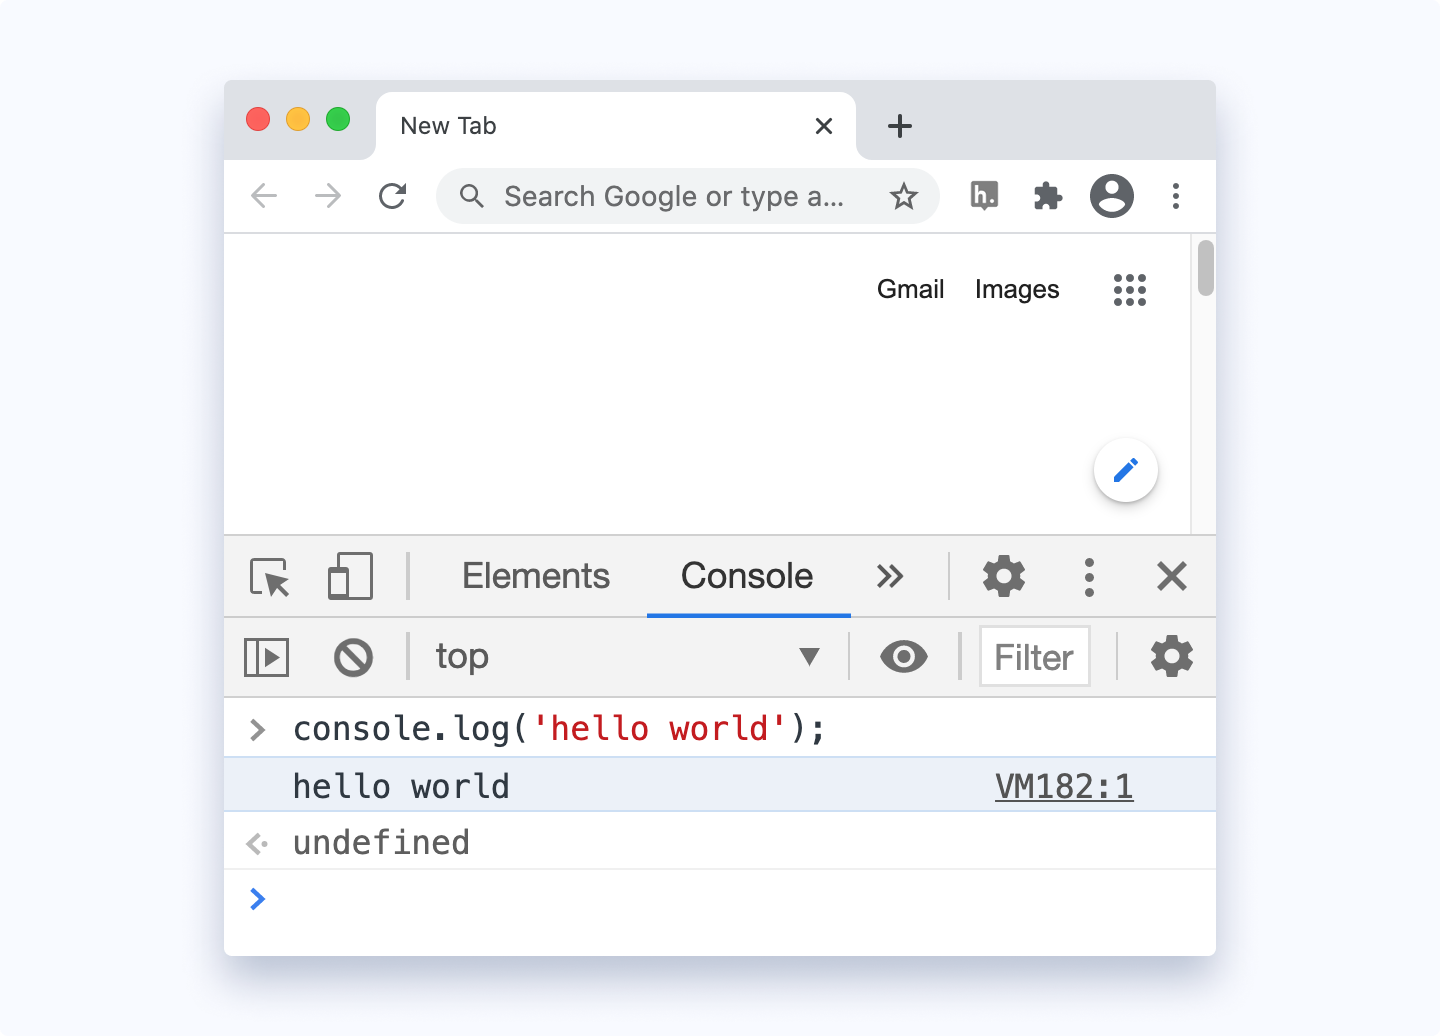 New Tab
Search Google or type a...
h.
Gmail Images
Elements Console
top Filter
console.log('hello world');
hello world VM182:1
undefined